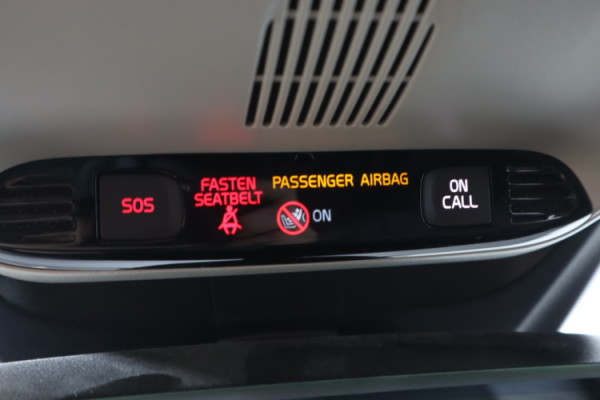 SOS
FASTEN
SEATBELT
PASSENGER AIRBAG
ON
ON
CALL